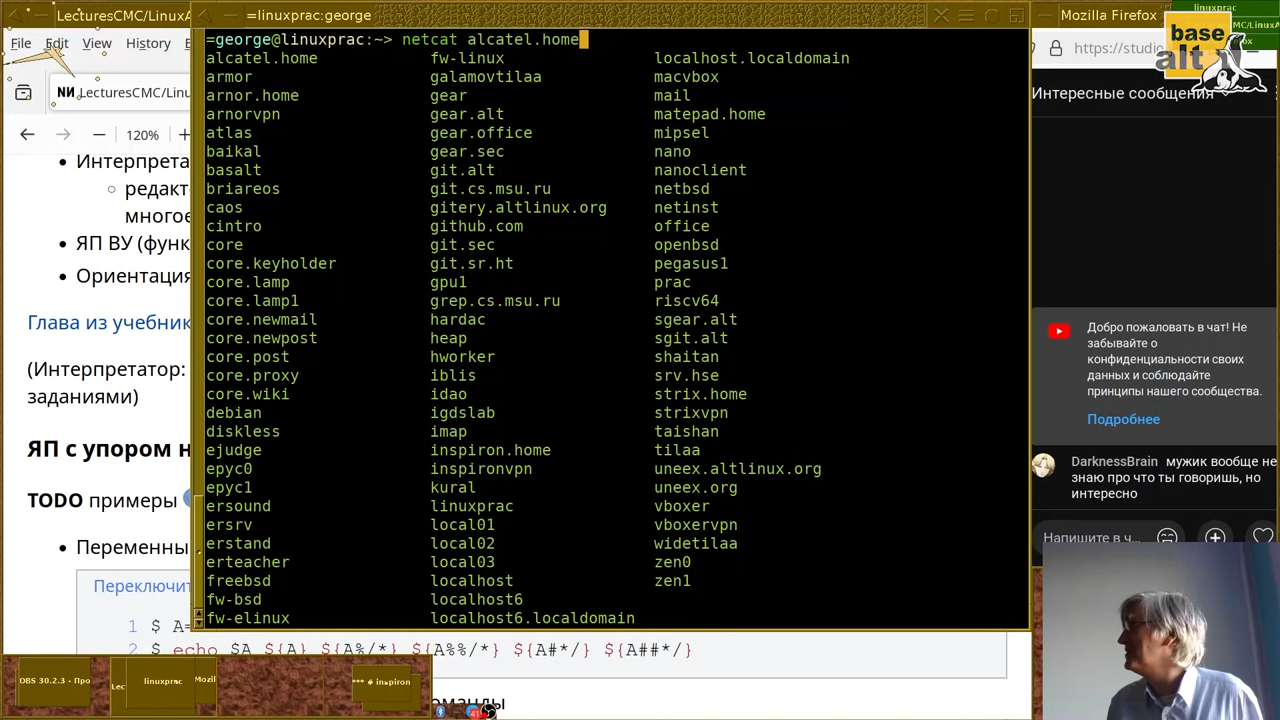 LecturesCMC/LinuxA
=linuxprac:george
Mozilla Firefox
linuxprac
base
alt
File Edit View History
NИ. LecturesCMC/Linu
https://studio.y
120%
Интересные сообщения
Интерпрета
редакт
многое
ЯП ВУ (функ
Ориентация
Глава из учебник
(Интерпретатор:
заданиями)
ЯП с упором н
TODO примеры
Переменны
Переключит
1 $ A=
2 $ echo $A ${A} ${A%/*} ${A%%/*} ${A#*/} ${A##*/}
оманды
=george@linuxprac:~> netcat alcatel.home
alcatel.home fw-linux localhost.localdomain
armor galamovtilaa macvbox
arnor.home gear mail
arnorvpn gear.alt matepad.home
atlas gear.office mipsel
baikal gear.sec nano
basalt git.alt nanoclient
briareos git.cs.msu.ru netbsd
caos gitery.altlinux.org netinst
cintro github.com office
core git.sec openbsd
core.keyholder git.sr.ht pegasus1
core.lamp gpu1 prac
core.lamp1 grep.cs.msu.ru riscv64
core.newmail hardac sgear.alt
core.newpost heap sgit.alt
core.post hworker shaitan
core.proxy iblis srv.hse
core.wiki idao strix.home
debian igdslab strixvpn
diskless imap taishan
ejudge inspiron.home tilaa
epyc0 inspironvpn uneex.altlinux.org
epyc1 kural uneex.org
ersound linuxprac vboxer
ersrv local01 vboxervpn
erstand local02 widetilaa
erteacher local03 zen0
freebsd localhost zen1
fw-bsd localhost6
fw-elinux localhost6.localdomain
Добро пожаловать в чат! Не
забывайте о
конфиденциальности своих
данных и соблюдайте
принципы нашего сообщества.
Подробнее
DarknessBrain мужик вообще не
знаю про что ты говоришь, но
интересно
Напишите в ч...
OBS 30.2.3 - Про
Lec
linuxprac
Mozil
*** # inspiron